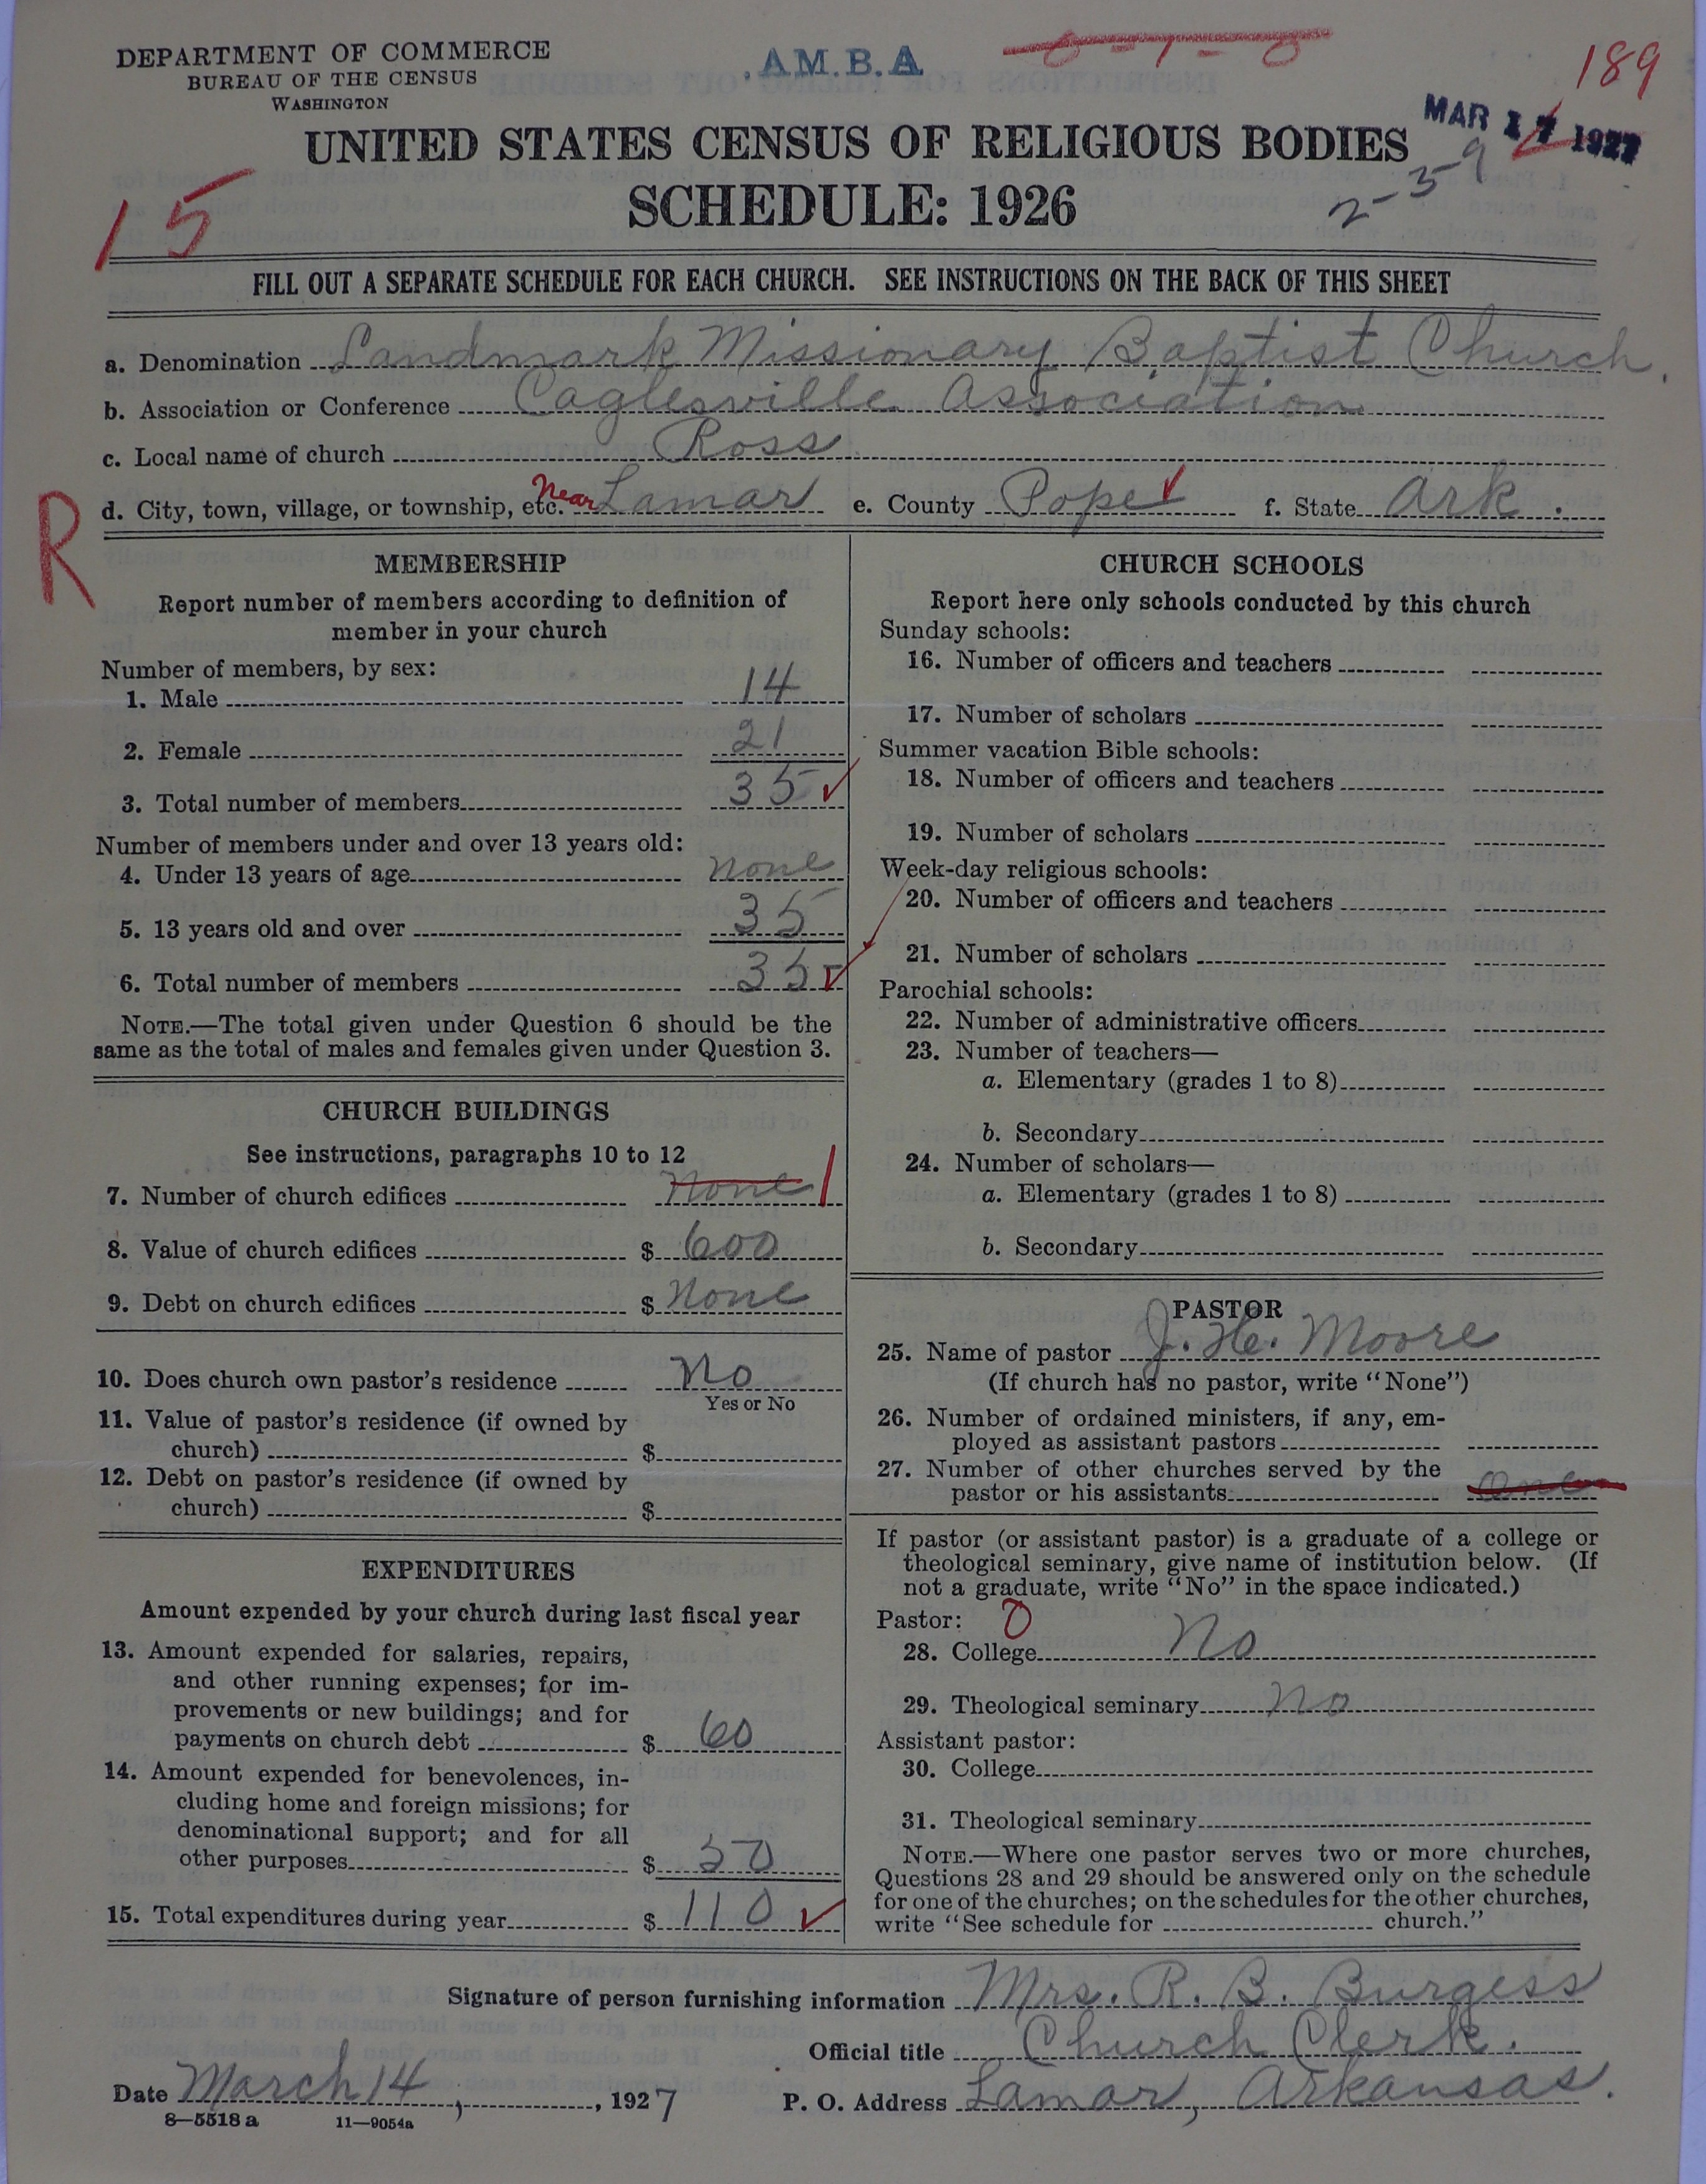 DEPARTMENT OF COMMERCE
BUREAU OF THE CENSUS
WASHINGTON
A.M.B.A
189
UNITED STATES CENSUS OF RELIGIOUS BODIES
MAR 17 1927
SCHEDULE: 1926
2-3-9
15
FILL OUT A SEPARATE SCHEDULE FOR EACH CHURCH. SEE INSTRUCTIONS ON THE BACK OF THIS SHEET
a. Denomination Landmark Missionary Baptist Church.
b. Association or Conference Caglesville Association
c. Local name of church Ross
d. City, town, village, or township, etc. Near Lamar e. County Pope f. State Ark.
R
MEMBERSHIP
Report number of members according to definition of
member in your church
Number of members, by sex:
1. Male 14
2. Female 21
3. Total number of members 35
Number of members under and over 13 years old:
4. Under 13 years of age none
5. 13 years old and over 35
6. Total number of members 35
NOTE.—The total given under Question 6 should be the
same as the total of males and females given under Question 3.
CHURCH BUILDINGS
See instructions, paragraphs 10 to 12
7. Number of church edifices none 1
8. Value of church edifices $ 600
9. Debt on church edifices $ none
10. Does church own pastor's residence No
Yes or No
11. Value of pastor's residence (if owned by
church) $
12. Debt on pastor's residence (if owned by
church) $
EXPENDITURES
Amount expended by your church during last fiscal year
13. Amount expended for salaries, repairs,
and other running expenses; for im-
provements or new buildings; and for
payments on church debt $ 60
14. Amount expended for benevolences, in-
cluding home and foreign missions; for
denominational support; and for all
other purposes $ 50
15. Total expenditures during year $ 110
CHURCH SCHOOLS
Report here only schools conducted by this church
Sunday schools:
16. Number of officers and teachers
17. Number of scholars
Summer vacation Bible schools:
18. Number of officers and teachers
19. Number of scholars
Week-day religious schools:
20. Number of officers and teachers
21. Number of scholars
Parochial schools:
22. Number of administrative officers
23. Number of teachers—
a. Elementary (grades 1 to 8)
b. Secondary
24. Number of scholars—
a. Elementary (grades 1 to 8)
b. Secondary
PASTOR
25. Name of pastor J. H. Moore
(If church has no pastor, write "None")
26. Number of ordained ministers, if any, em-
ployed as assistant pastors
27. Number of other churches served by the
pastor or his assistants One
If pastor (or assistant pastor) is a graduate of a college or
theological seminary, give name of institution below. (If
not a graduate, write "No" in the space indicated.)
Pastor: 0
28. College No
29. Theological seminary No
Assistant pastor:
30. College
31. Theological seminary
NOTE.—Where one pastor serves two or more churches,
Questions 28 and 29 should be answered only on the schedule
for one of the churches; on the schedules for the other churches,
write "See schedule for church."
Signature of person furnishing information Mrs. R. B. Burgess
Official title Church Clerk.
Date March 14, 1927 P. O. Address Lamar, Arkansas.
8—5518 a 11—9054a